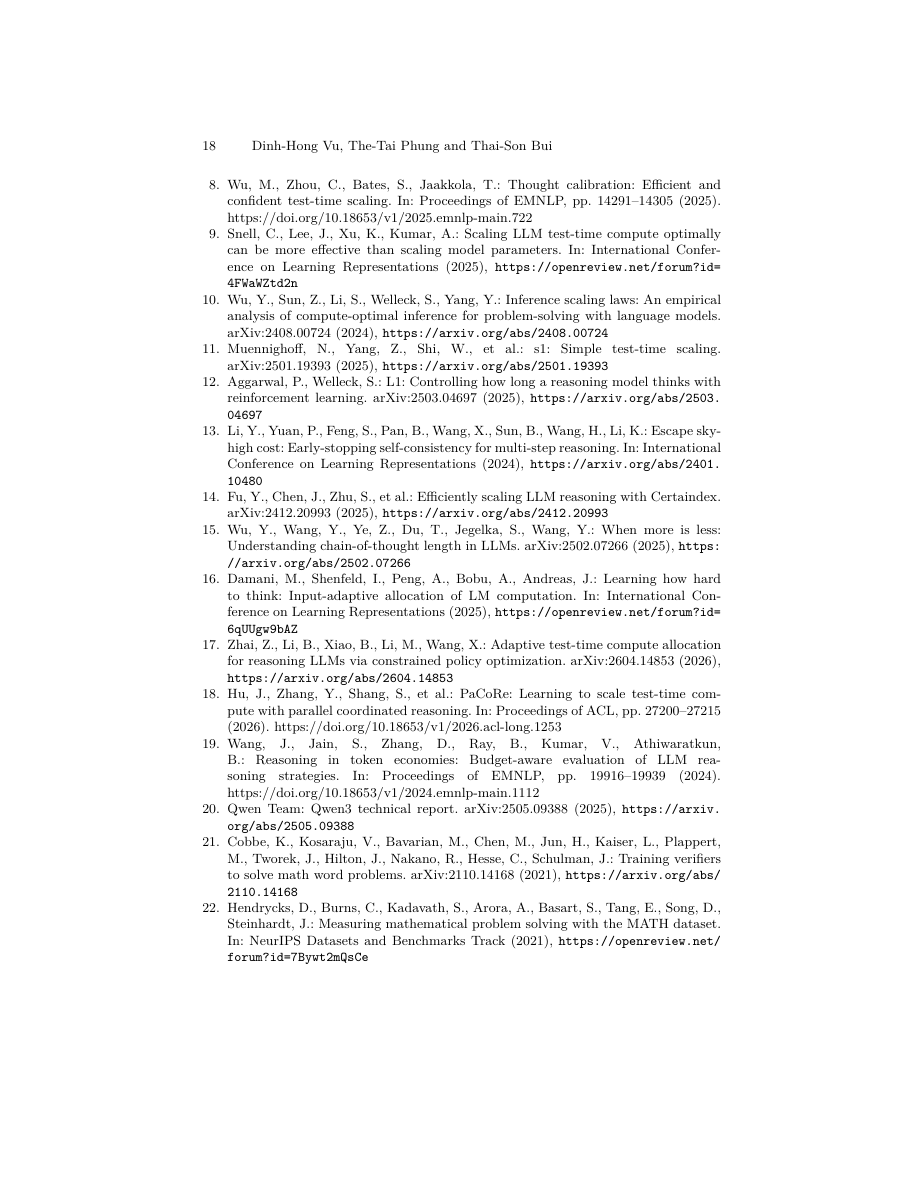 18 Dinh-Hong Vu, The-Tai Phung and Thai-Son Bui
8. Wu, M., Zhou, C., Bates, S., Jaakkola, T.: Thought calibration: Efficient and
confident test-time scaling. In: Proceedings of EMNLP, pp. 14291–14305 (2025).
https://doi.org/10.18653/v1/2025.emnlp-main.722
9. Snell, C., Lee, J., Xu, K., Kumar, A.: Scaling LLM test-time compute optimally
can be more effective than scaling model parameters. In: International Confer-
ence on Learning Representations (2025), https://openreview.net/forum?id=
4FWaWZtd2n
10. Wu, Y., Sun, Z., Li, S., Welleck, S., Yang, Y.: Inference scaling laws: An empirical
analysis of compute-optimal inference for problem-solving with language models.
arXiv:2408.00724 (2024), https://arxiv.org/abs/2408.00724
11. Muennighoff, N., Yang, Z., Shi, W., et al.: s1: Simple test-time scaling.
arXiv:2501.19393 (2025), https://arxiv.org/abs/2501.19393
12. Aggarwal, P., Welleck, S.: L1: Controlling how long a reasoning model thinks with
reinforcement learning. arXiv:2503.04697 (2025), https://arxiv.org/abs/2503.
04697
13. Li, Y., Yuan, P., Feng, S., Pan, B., Wang, X., Sun, B., Wang, H., Li, K.: Escape sky-
high cost: Early-stopping self-consistency for multi-step reasoning. In: International
Conference on Learning Representations (2024), https://arxiv.org/abs/2401.
10480
14. Fu, Y., Chen, J., Zhu, S., et al.: Efficiently scaling LLM reasoning with Certaindex.
arXiv:2412.20993 (2025), https://arxiv.org/abs/2412.20993
15. Wu, Y., Wang, Y., Ye, Z., Du, T., Jegelka, S., Wang, Y.: When more is less:
Understanding chain-of-thought length in LLMs. arXiv:2502.07266 (2025), https:
//arxiv.org/abs/2502.07266
16. Damani, M., Shenfeld, I., Peng, A., Bobu, A., Andreas, J.: Learning how hard
to think: Input-adaptive allocation of LM computation. In: International Con-
ference on Learning Representations (2025), https://openreview.net/forum?id=
6qUUgw9bAZ
17. Zhai, Z., Li, B., Xiao, B., Li, M., Wang, X.: Adaptive test-time compute allocation
for reasoning LLMs via constrained policy optimization. arXiv:2604.14853 (2026),
https://arxiv.org/abs/2604.14853
18. Hu, J., Zhang, Y., Shang, S., et al.: PaCoRe: Learning to scale test-time com-
pute with parallel coordinated reasoning. In: Proceedings of ACL, pp. 27200–27215
(2026). https://doi.org/10.18653/v1/2026.acl-long.1253
19. Wang, J., Jain, S., Zhang, D., Ray, B., Kumar, V., Athiwaratkun,
B.: Reasoning in token economies: Budget-aware evaluation of LLM rea-
soning strategies. In: Proceedings of EMNLP, pp. 19916–19939 (2024).
https://doi.org/10.18653/v1/2024.emnlp-main.1112
20. Qwen Team: Qwen3 technical report. arXiv:2505.09388 (2025), https://arxiv.
org/abs/2505.09388
21. Cobbe, K., Kosaraju, V., Bavarian, M., Chen, M., Jun, H., Kaiser, L., Plappert,
M., Tworek, J., Hilton, J., Nakano, R., Hesse, C., Schulman, J.: Training verifiers
to solve math word problems. arXiv:2110.14168 (2021), https://arxiv.org/abs/
2110.14168
22. Hendrycks, D., Burns, C., Kadavath, S., Arora, A., Basart, S., Tang, E., Song, D.,
Steinhardt, J.: Measuring mathematical problem solving with the MATH dataset.
In: NeurIPS Datasets and Benchmarks Track (2021), https://openreview.net/
forum?id=7Bywt2mQsCe